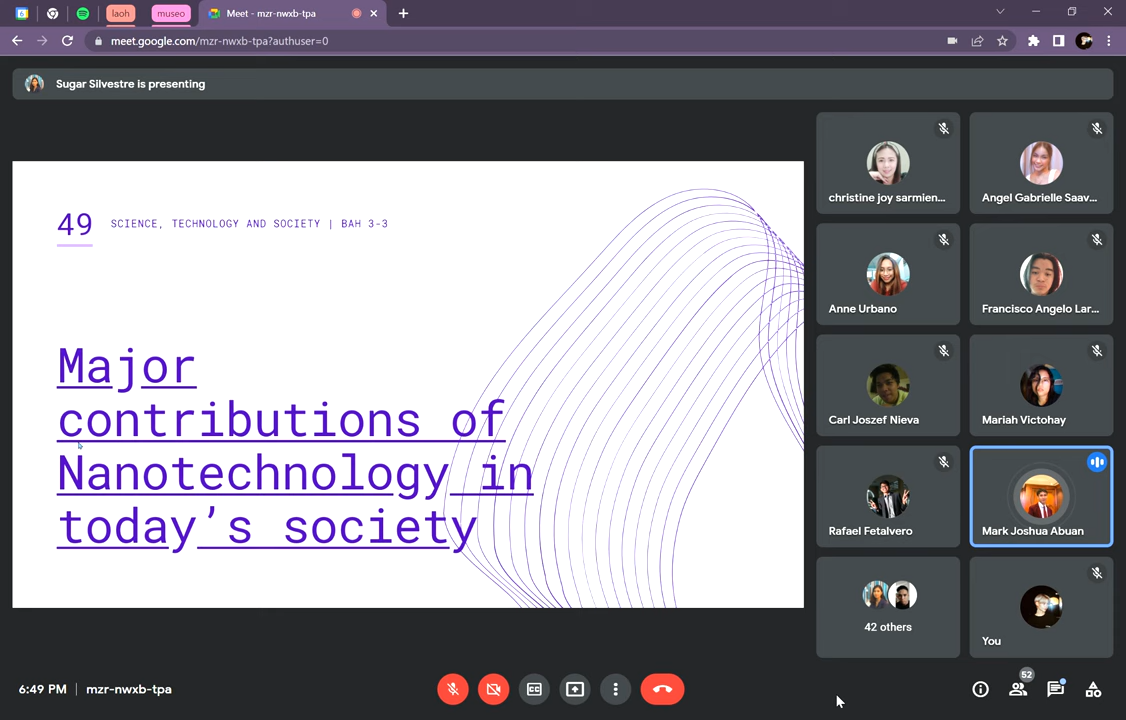 laoh
museo
Meet - mzr-nwxb-tpa
meet.google.com/mzr-nwxb-tpa?authuser=0
Sugar Silvestre is presenting
49
SCIENCE, TECHNOLOGY AND SOCIETY | BAH 3-3
Major
contributions of
Nanotechnology in
today’s society
christine joy sarmien...
Angel Gabrielle Saav...
Anne Urbano
Francisco Angelo Lar...
Carl Joszef Nieva
Mariah Victohay
Rafael Fetalvero
Mark Joshua Abuan
42 others
You
6:49 PM | mzr-nwxb-tpa
52